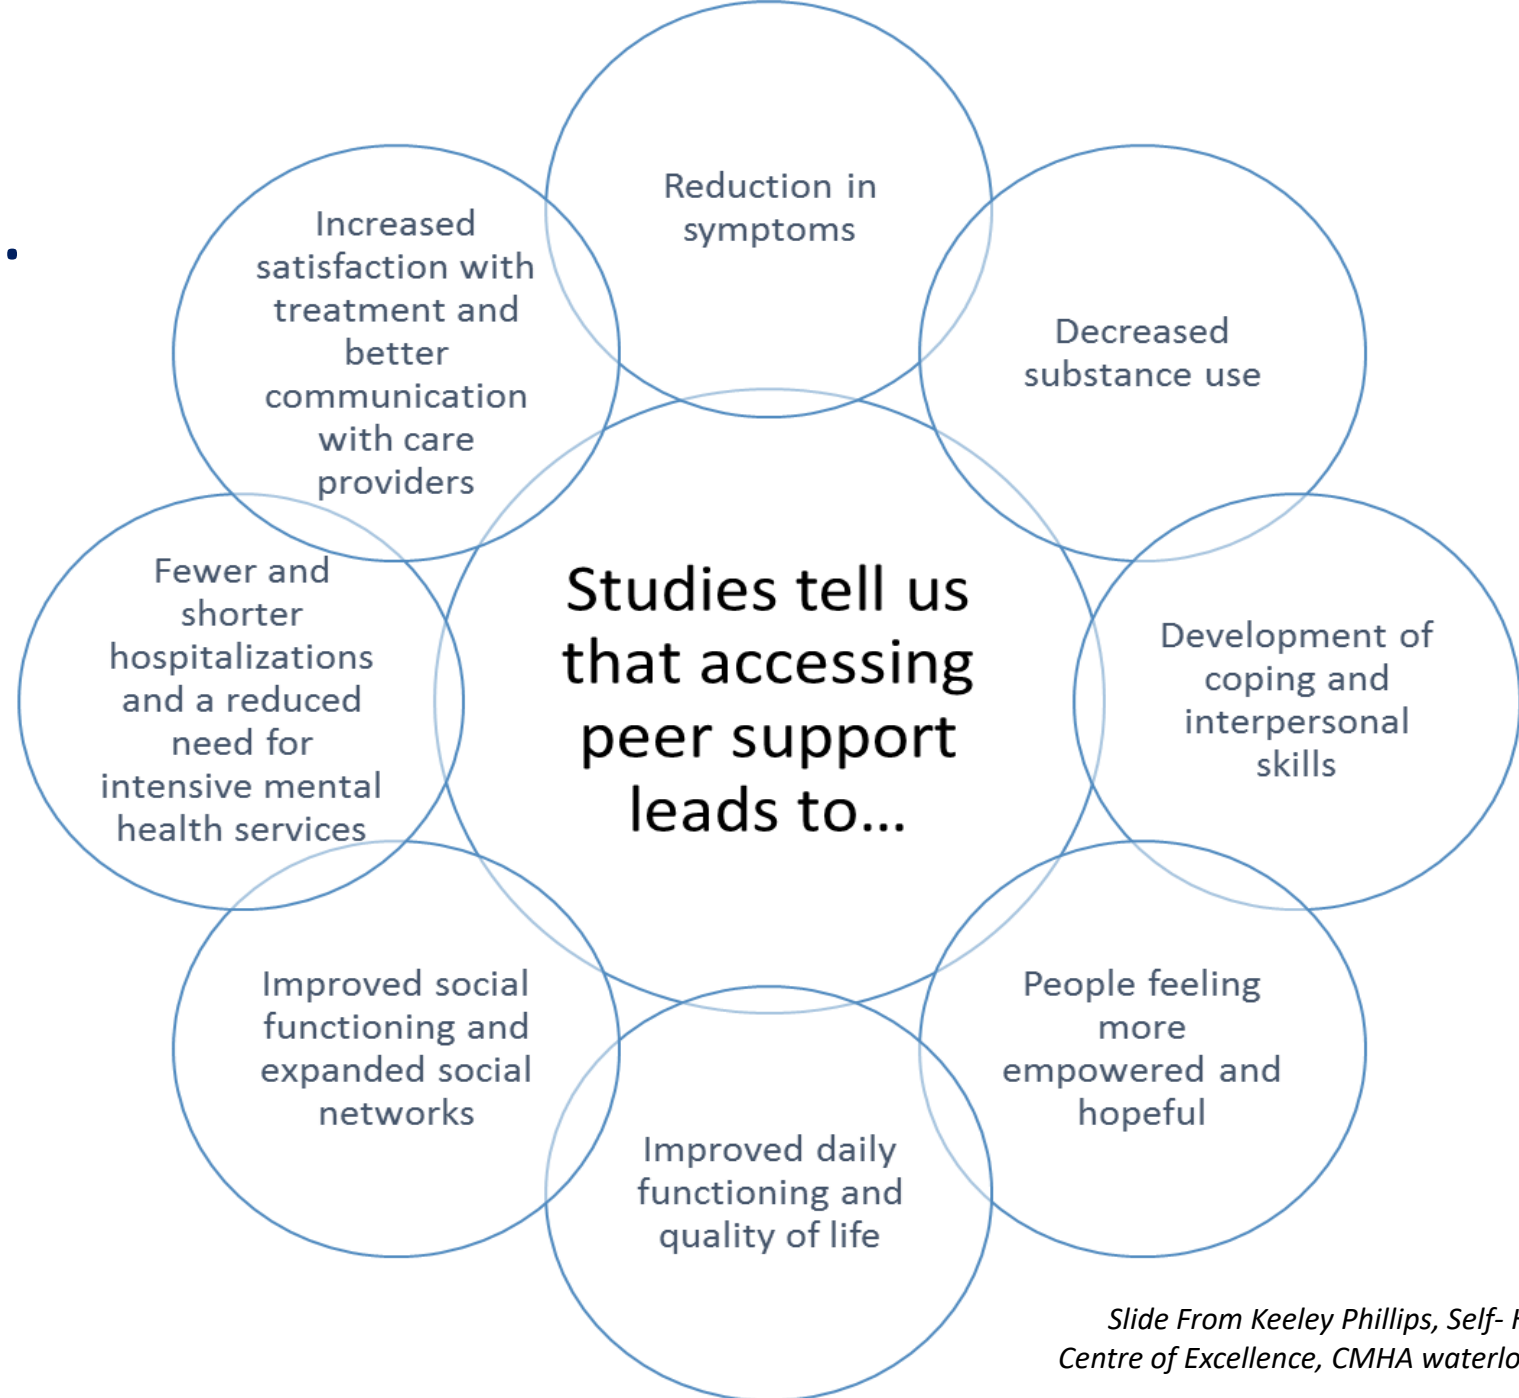 Reduction in
symptoms
Decreased
substance use
Development of
coping and
interpersonal
skills
People feeling
more
empowered and
hopeful
Improved daily
functioning and
quality of life
Improved social
functioning and
expanded social
networks
Fewer and
shorter
hospitalizations
and a reduced
need for
intensive mental
health services
Increased
satisfaction with
treatment and
better
communication
with care
providers
Studies tell us
that accessing
peer support
leads to...
Slide From Keeley Phillips, Self-
Centre of Excellence, CMHA